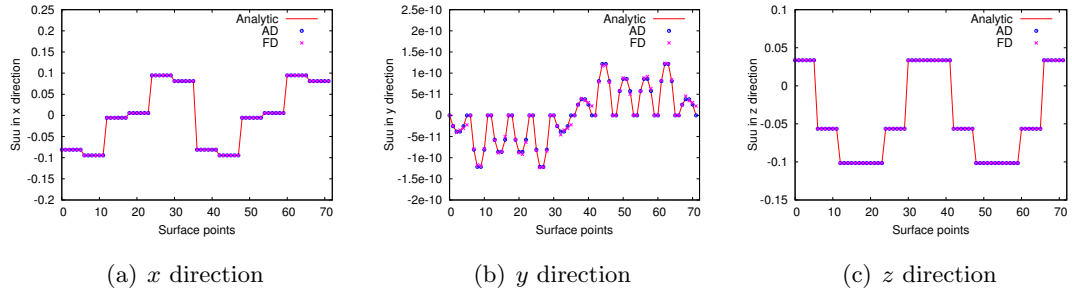 Suu in x direction
0.25
0.2
0.15
0.1
0.05
0
-0.05
-0.1
-0.15
-0.2
0 10 20 30 40 50 60 70
Surface points
Analytic
AD
FD
(a) x direction
Suu in y direction
2.5e-10
2e-10
1e-10
5e-11
0
-5e-11
-1e-10
-1.5e-10
-2e-10
0 10 20 30 40 50 60 70
Surface points
Analytic
AD
FD
(b) y direction
Suu in z direction
0.1
0.05
0
-0.05
-0.1
-0.15
0 10 20 30 40 50 60 70
Surface points
Analytic
AD
FD
(c) z direction